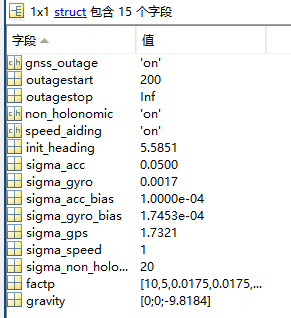 1x1 struct 包含 15 个字段
字段 值
gnss_outage 'on'
outagestart 200
outagestop Inf
non_holonomic 'on'
speed_aiding 'on'
init_heading 5.5851
sigma_acc 0.0500
sigma_gyro 0.0017
sigma_acc_bias 1.0000e-04
sigma_gyro_bias 1.7453e-04
sigma_gps 1.7321
sigma_speed 1
sigma_non_holo... 20
factp [10,5,0.0175,0.0175,...
gravity [0;0;-9.8184]